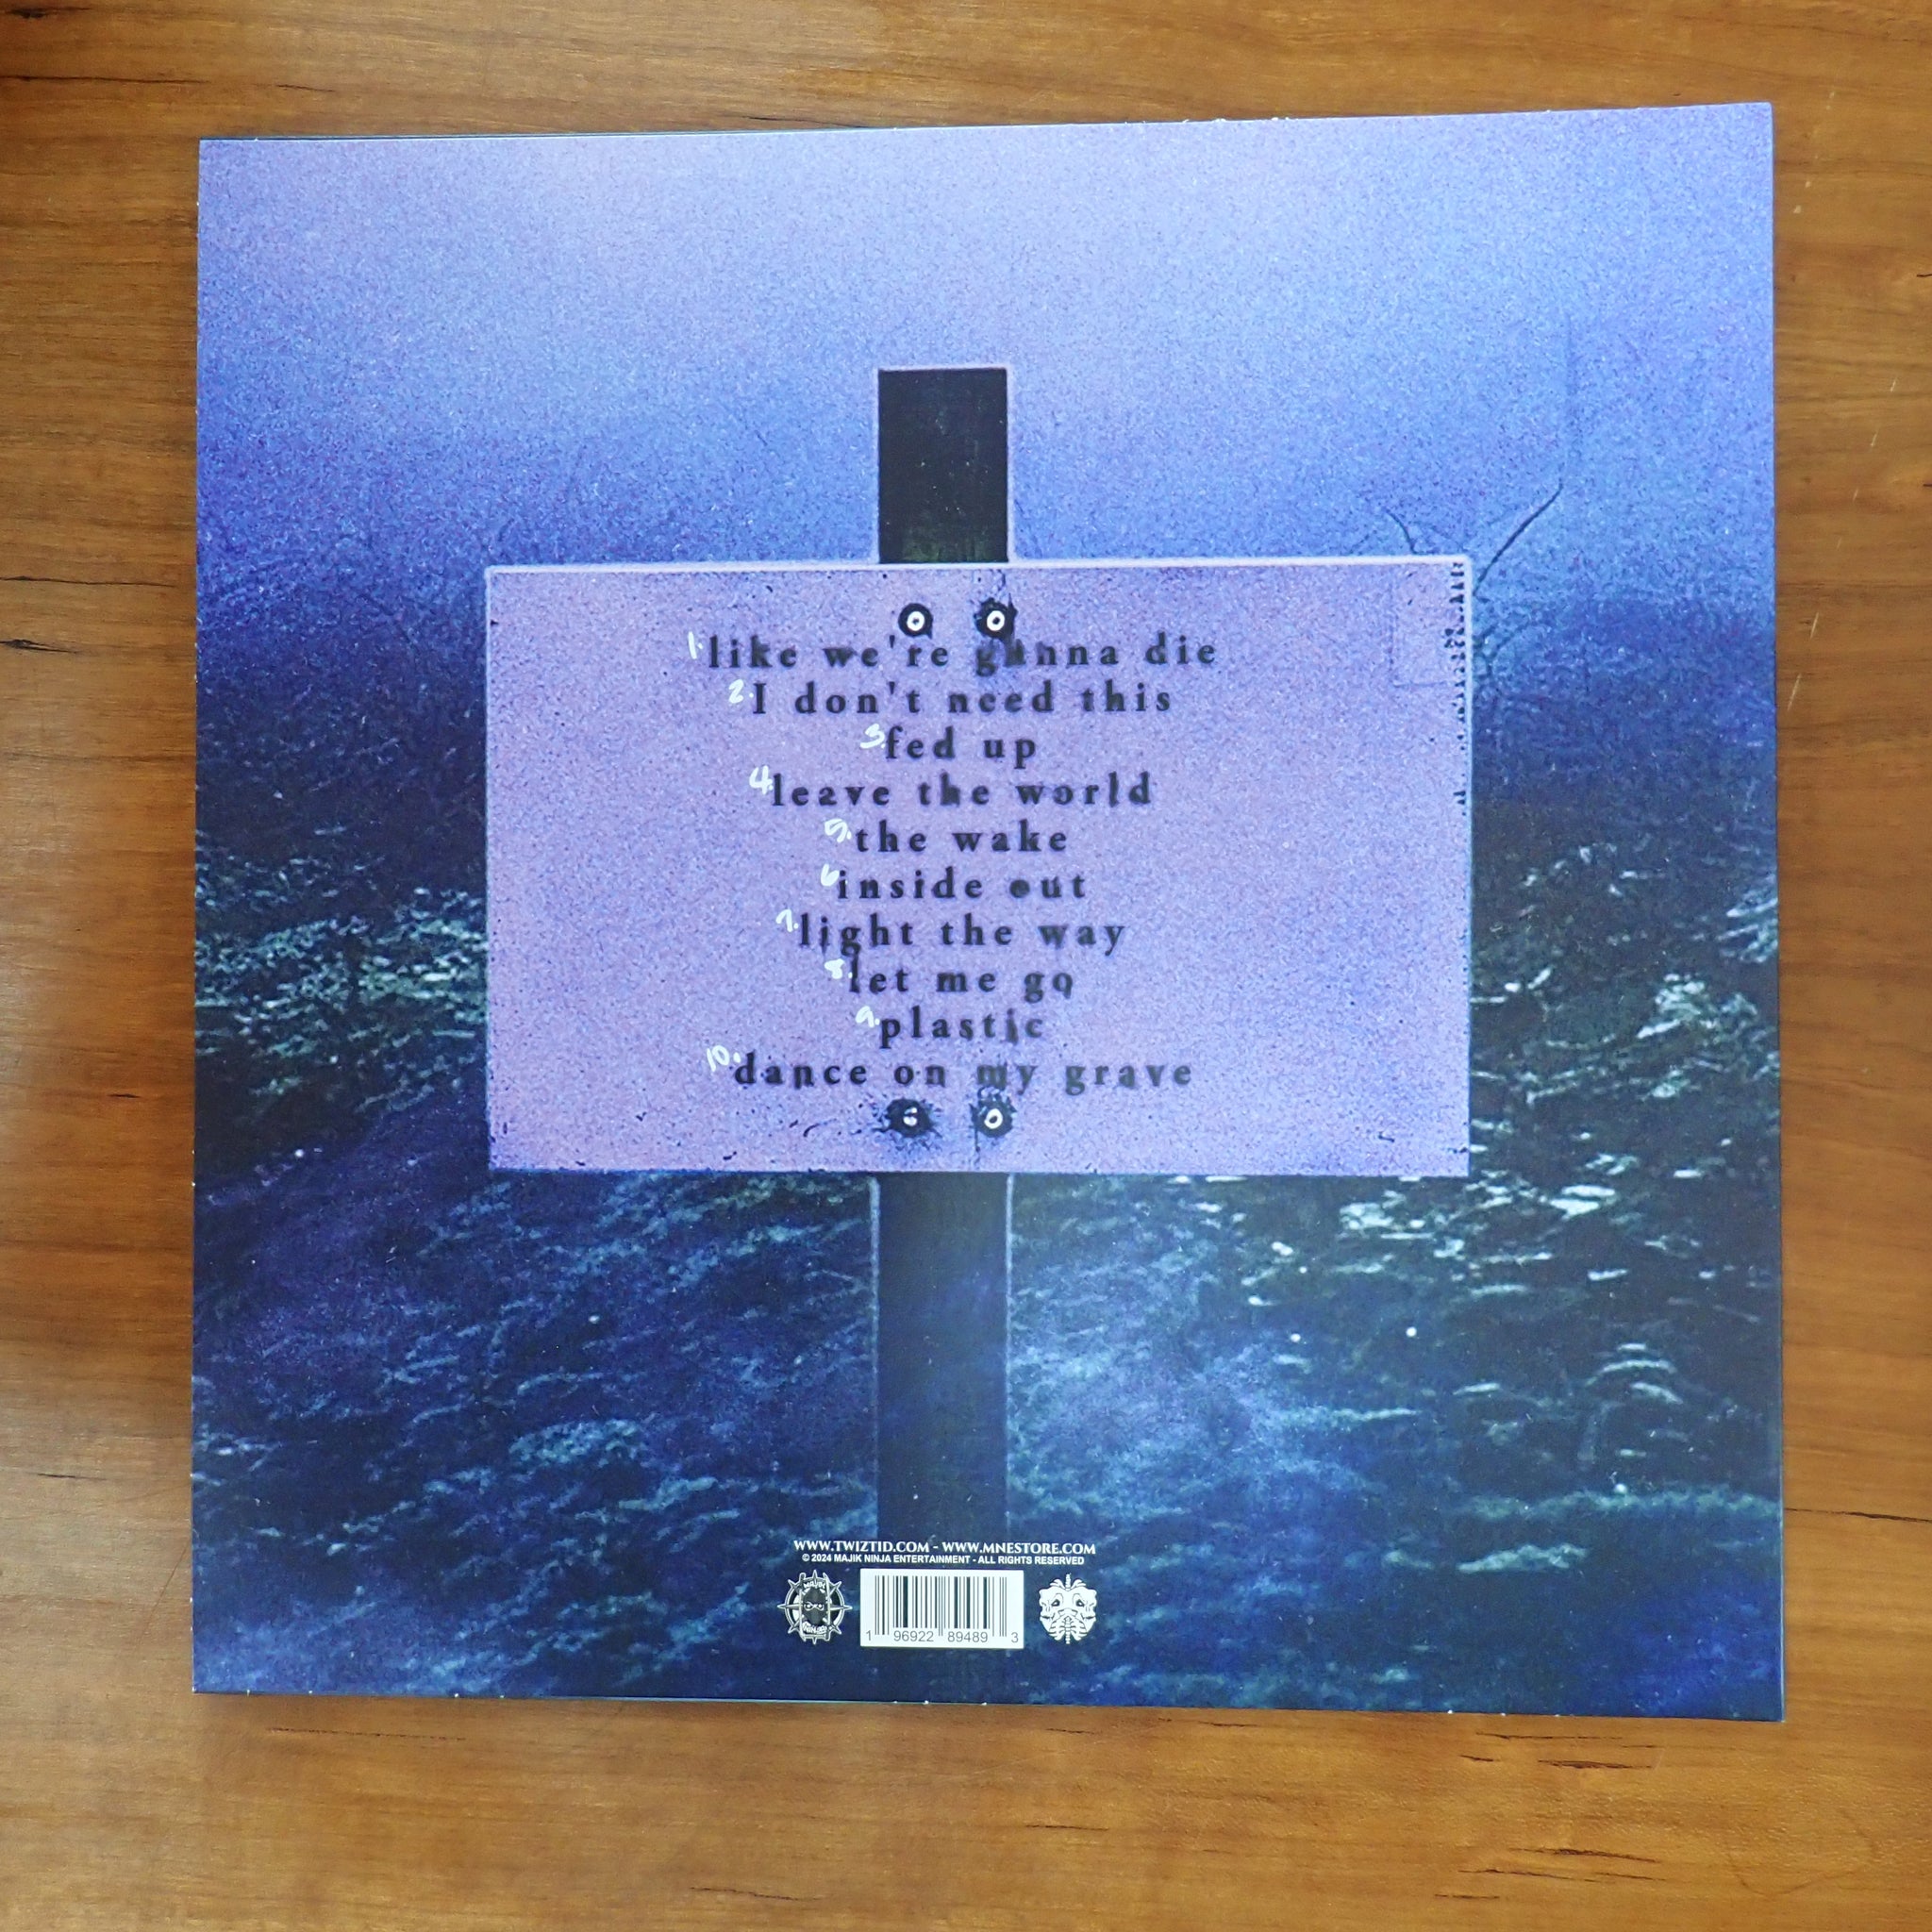 1. like we're gonna die
2. I don't need this
3. fed up
4. leave the world
5. the wake
6. inside out
7. light the way
8. let me go
9. plastic
10. dance on my grave
WWW.TWIZTID.COM - WWW.MNESTORE.COM
© 2024 MAJIK NINJA ENTERTAINMENT - ALL RIGHTS RESERVED
MAJIK
NINJA
1 96922 89489 3